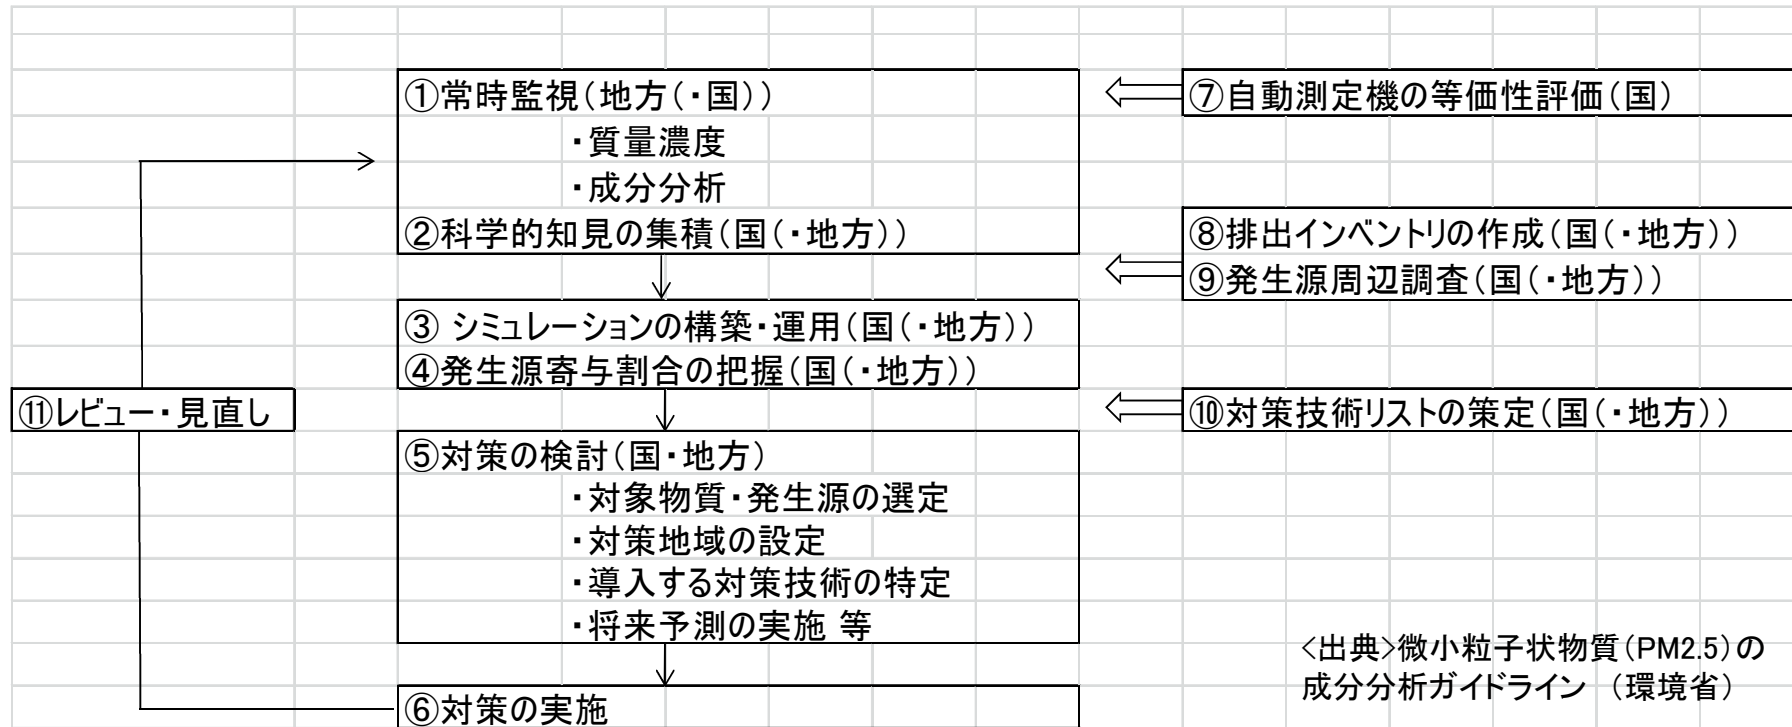 ①常時監視(地方(・国))
・質量濃度
・成分分析
②科学的知見の集積(国(・地方))
③ シミュレーションの構築・運用(国(・地方))
④発生源寄与割合の把握(国(・地方))
⑤対策の検討(国・地方)
・対象物質・発生源の選定
・対策地域の設定
・導入する対策技術の特定
・将来予測の実施 等
⑥対策の実施
⑦自動測定機の等価性評価(国)
⑧排出インベントリの作成(国(・地方))
⑨発生源周辺調査(国(・地方))
⑩対策技術リストの策定(国(・地方))
⑪レビュー・見直し
<出典>微小粒子状物質(PM2.5)の
成分分析ガイドライン (環境省)